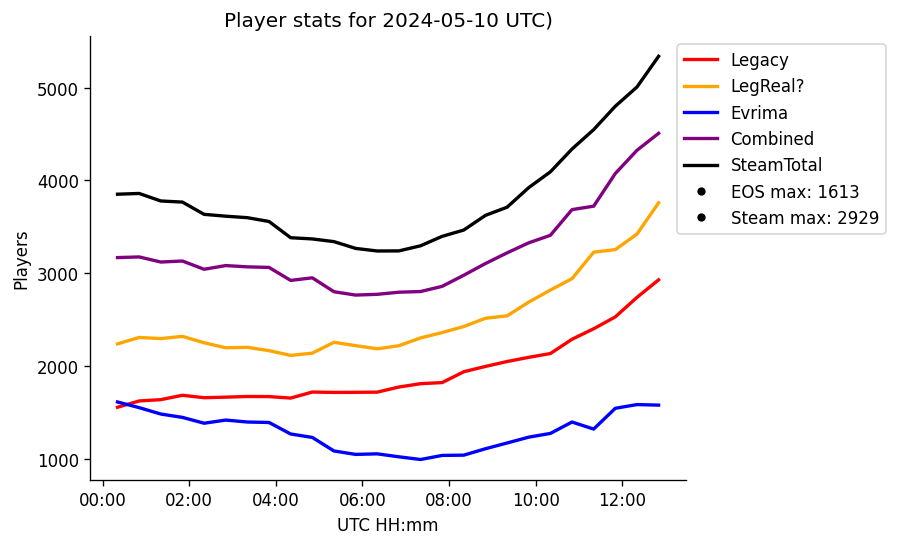 Player stats for 2024-05-10 UTC)
Players
5000
4000
3000
2000
1000
00:00 02:00 04:00 06:00 08:00 10:00 12:00
UTC HH:mm
Legacy
LegReal?
Evrima
Combined
SteamTotal
EOS max: 1613
Steam max: 2929